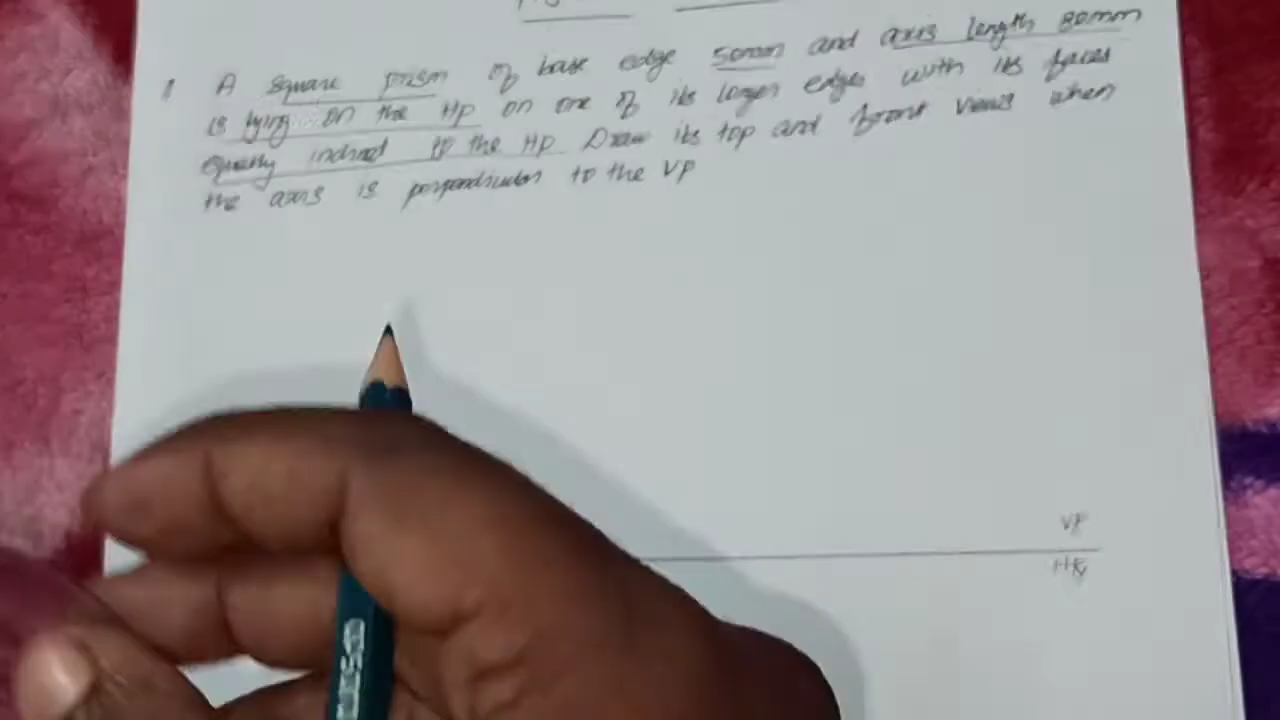 1 A square prism of base edge 50mm and axis length 80mm
is lying on the HP on one of its longer edges with its faces
equally inclined to the HP Draw its top and front views when
the axis is perpendicular to the VP
VP